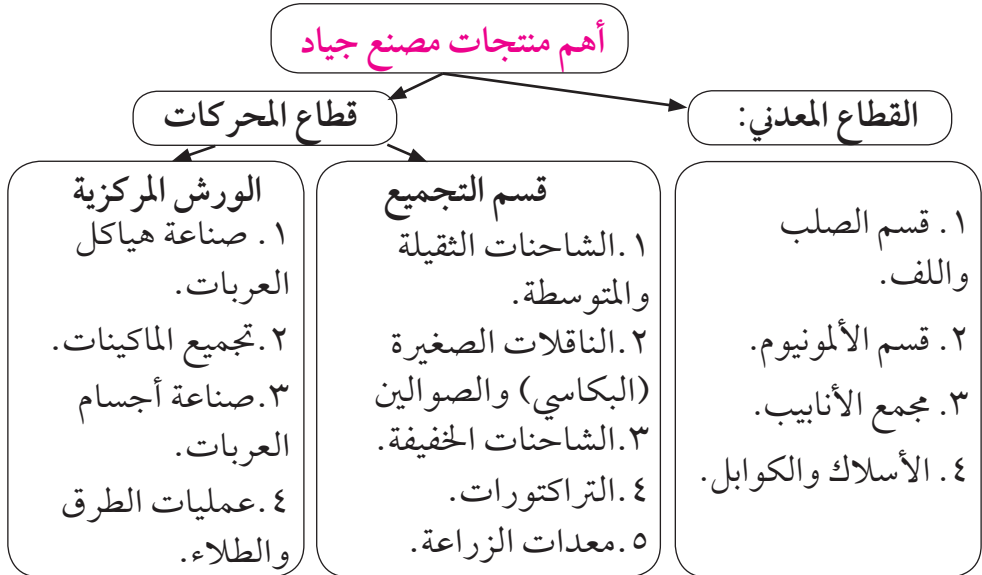 أهم منتجات مصنع جياد
القطاع المعدني:
قطاع المحركات
١. قسم الصلب
واللف.
٢. قسم الألمونيوم.
٣. مجمع الأنابيب.
٤. الأسلاك والكوابل.
قسم التجميع
١.الشاحنات الثقيلة
والمتوسطة.
٢.الناقلات الصغيرة
(البكاسي) والصوالين
٣.الشاحنات الخفيفة.
٤.التراكتورات.
٥.معدات الزراعة.
الورش المركزية
١. صناعة هياكل
العربات.
٢.تجميع الماكينات.
٣.صناعة أجسام
العربات.
٤.عمليات الطرق
والطلاء.